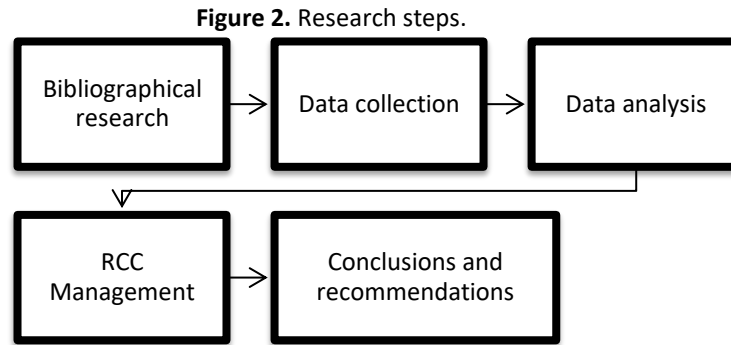 Figure 2. Research steps.
Bibliographical
research
Data collection
Data analysis
RCC
Management
Conclusions and
recommendations